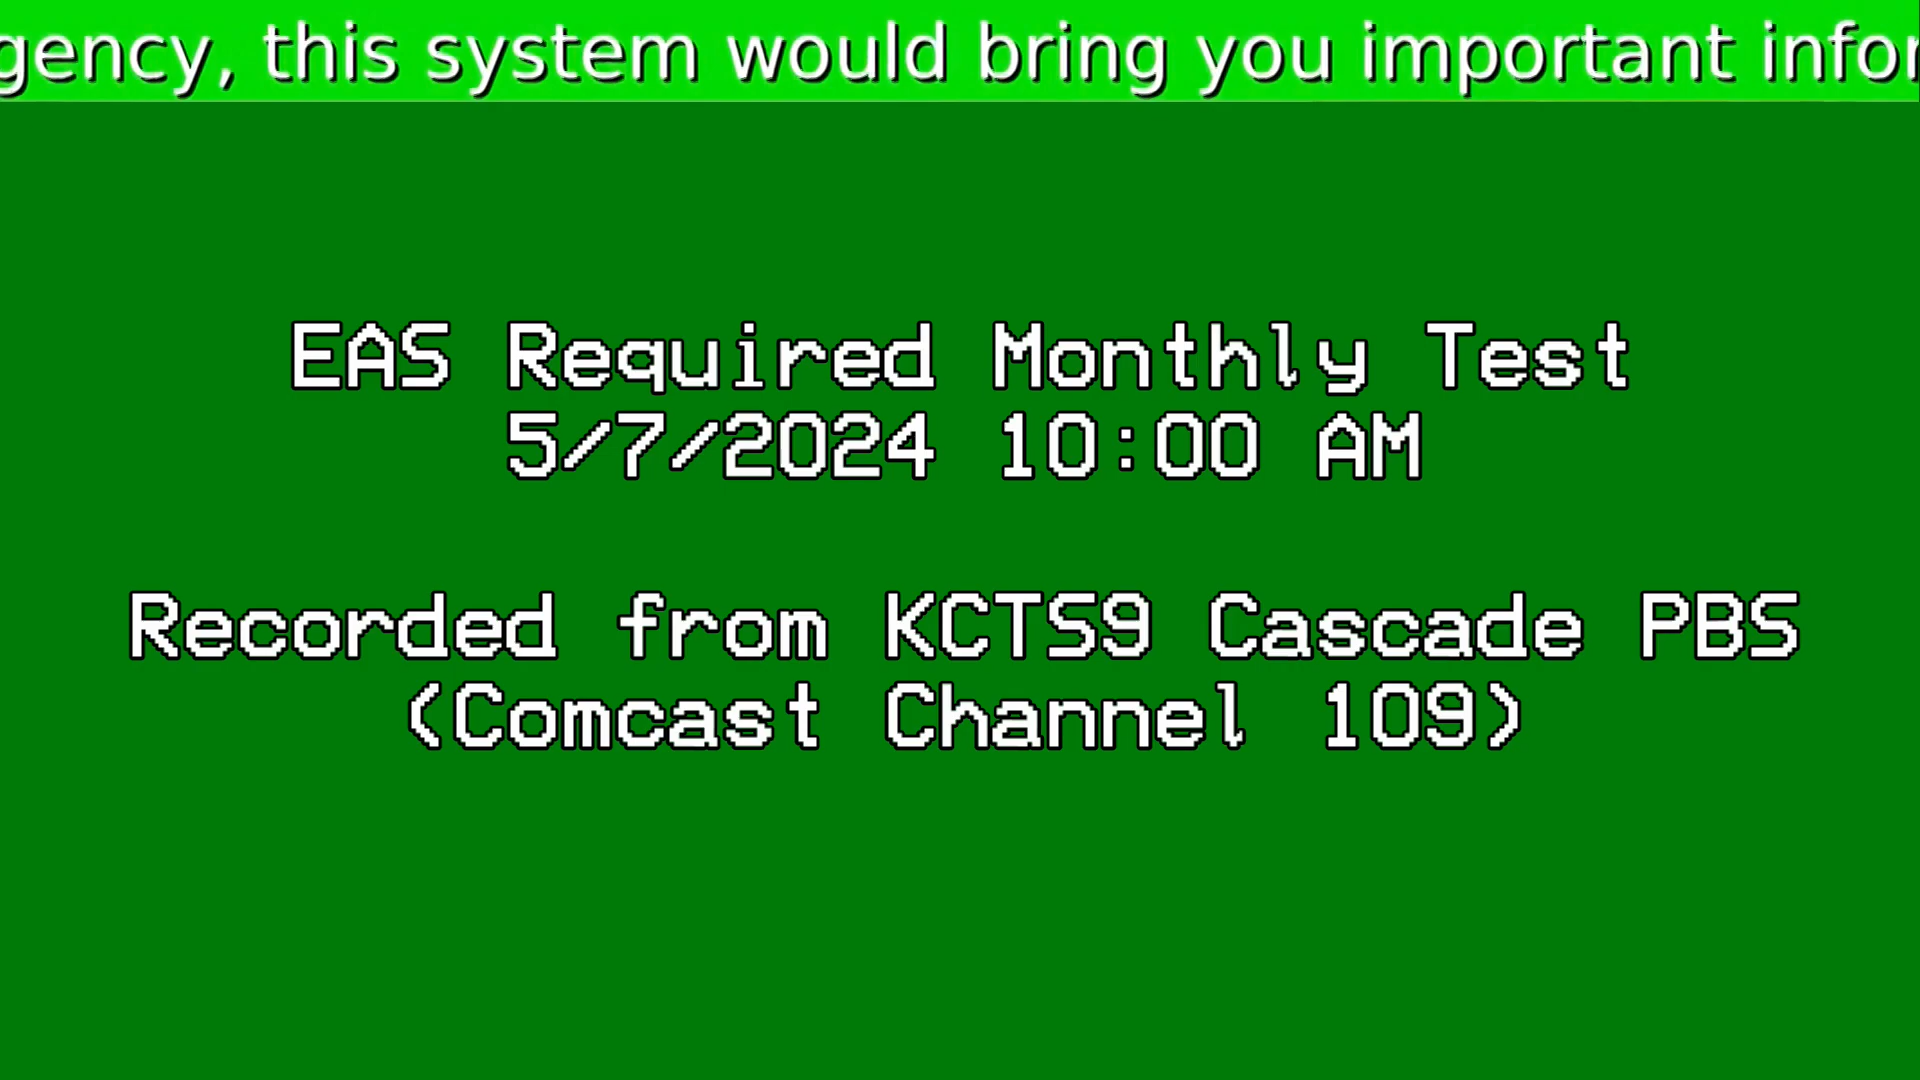 gency, this system would bring you important infor
EAS Required Monthly Test
5/7/2024 10:00 AM
Recorded from KCTS9 Cascade PBS
(Comcast Channel 109)